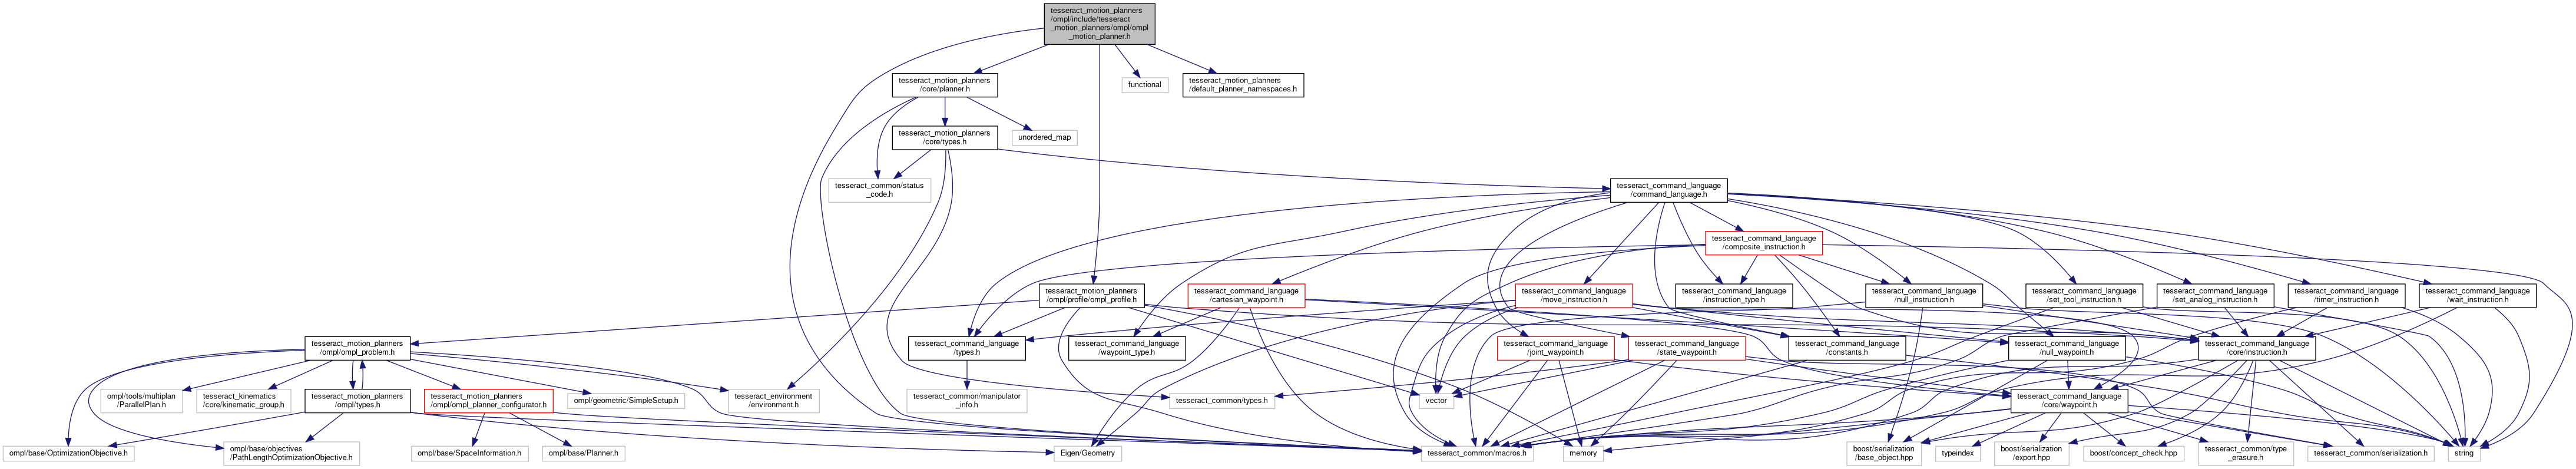 tesseract_motion_planners
/ompl/include/tesseract
_motion_planners/ompl/ompl
_motion_planner.h
tesseract_motion_planners
/core/planner.h
functional
tesseract_motion_planners
/default_planner_namespaces.h
tesseract_motion_planners
/core/types.h
unordered_map
tesseract_common/status
_code.h
tesseract_command_language
/command_language.h
tesseract_command_language
/composite_instruction.h
tesseract_motion_planners
/ompl/profile/ompl_profile.h
tesseract_command_language
/cartesian_waypoint.h
tesseract_command_language
/move_instruction.h
tesseract_command_language
/instruction_type.h
tesseract_command_language
/null_instruction.h
tesseract_command_language
/set_tool_instruction.h
tesseract_command_language
/set_analog_instruction.h
tesseract_command_language
/timer_instruction.h
tesseract_command_language
/wait_instruction.h
tesseract_motion_planners
/ompl/ompl_problem.h
tesseract_command_language
/types.h
tesseract_command_language
/waypoint_type.h
tesseract_command_language
/joint_waypoint.h
tesseract_command_language
/state_waypoint.h
tesseract_command_language
/constants.h
tesseract_command_language
/null_waypoint.h
tesseract_command_language
/core/instruction.h
ompl/tools/multiplan
/ParallelPlan.h
tesseract_kinematics
/core/kinematic_group.h
tesseract_motion_planners
/ompl/types.h
tesseract_motion_planners
/ompl/ompl_planner_configurator.h
ompl/geometric/SimpleSetup.h
tesseract_environment
/environment.h
tesseract_common/manipulator
_info.h
tesseract_common/types.h
vector
tesseract_command_language
/core/waypoint.h
ompl/base/OptimizationObjective.h
ompl/base/objectives
/PathLengthOptimizationObjective.h
ompl/base/SpaceInformation.h
ompl/base/Planner.h
Eigen/Geometry
tesseract_common/macros.h
memory
boost/serialization
/base_object.hpp
typeindex
boost/serialization
/export.hpp
boost/concept_check.hpp
tesseract_common/type
_erasure.h
tesseract_common/serialization.h
string